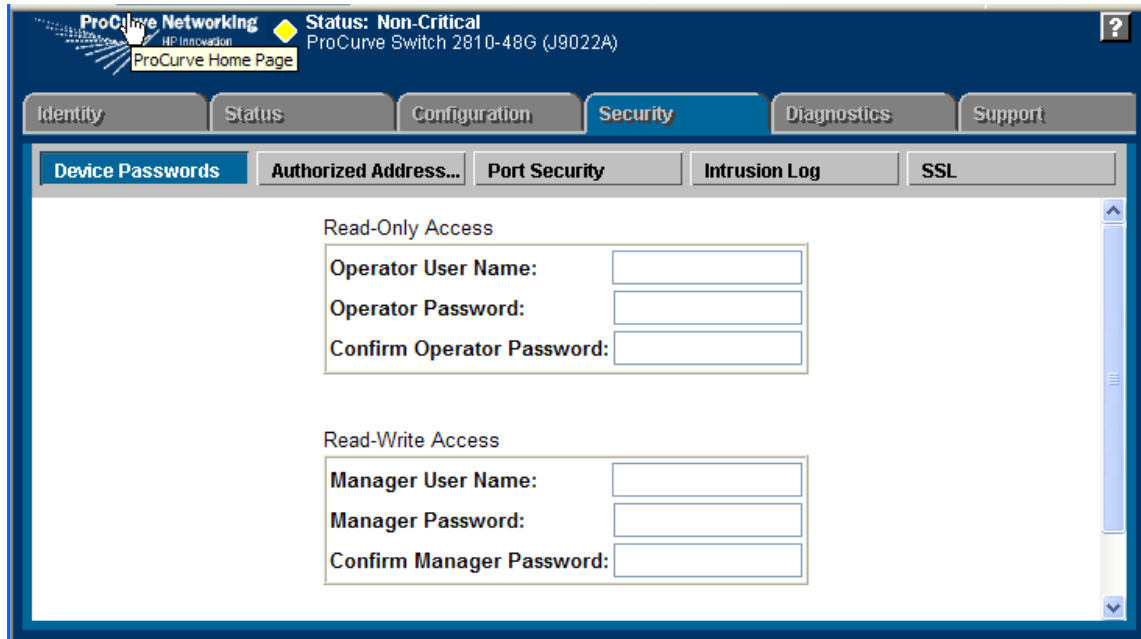 ProCurve Networking
HP Innovation
ProCurve Home Page
Status: Non-Critical
ProCurve Switch 2810-48G (J9022A)
?
Identity
Status
Configuration
Security
Diagnostics
Support
Device Passwords
Authorized Address...
Port Security
Intrusion Log
SSL
Read-Only Access
Operator User Name:
Operator Password:
Confirm Operator Password:
Read-Write Access
Manager User Name:
Manager Password:
Confirm Manager Password: